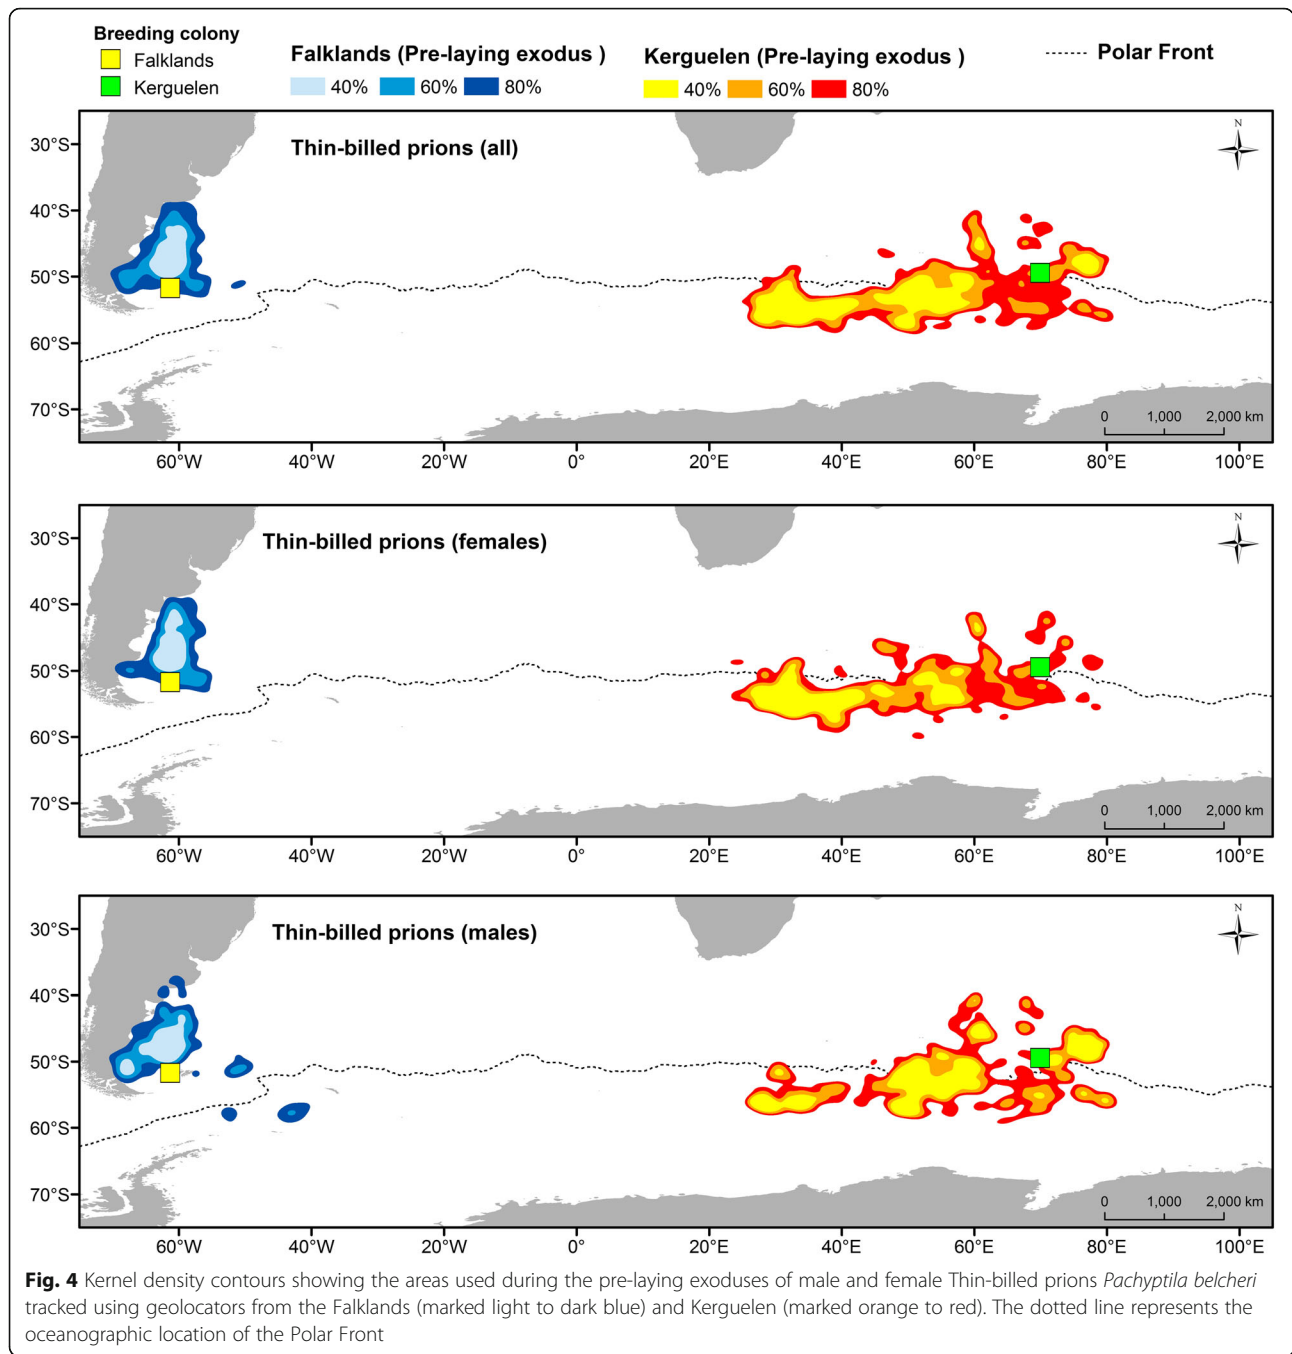 Breeding colony
Falklands
Kerguelen
Falklands (Pre-laying exodus )
40% 60% 80%
Kerguelen (Pre-laying exodus )
40% 60% 80%
Polar Front
Thin-billed prions (all)
N
30°S
40°S
50°S
60°S
70°S
0 1,000 2,000 km
60°W 40°W 20°W 0° 20°E 40°E 60°E 80°E 100°E
Thin-billed prions (females)
N
30°S
40°S
50°S
60°S
70°S
0 1,000 2,000 km
60°W 40°W 20°W 0° 20°E 40°E 60°E 80°E 100°E
Thin-billed prions (males)
N
30°S
40°S
50°S
60°S
70°S
0 1,000 2,000 km
60°W 40°W 20°W 0° 20°E 40°E 60°E 80°E 100°E
Fig. 4 Kernel density contours showing the areas used during the pre-laying exoduses of male and female Thin-billed prions Pachyptila belcheri
tracked using geolocators from the Falklands (marked light to dark blue) and Kerguelen (marked orange to red). The dotted line represents the
oceanographic location of the Polar Front